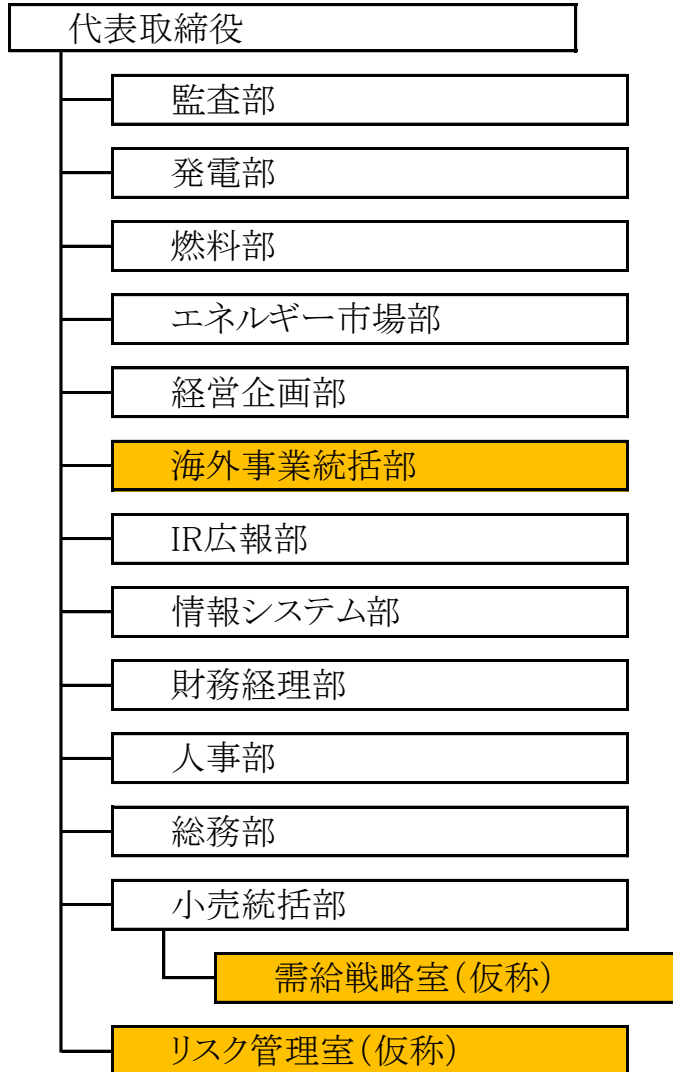 代表取締役
監査部
発電部
燃料部
エネルギー市場部
経営企画部
海外事業統括部
IR広報部
情報システム部
財務経理部
人事部
総務部
小売統括部
需給戦略室（仮称）
リスク管理室（仮称）